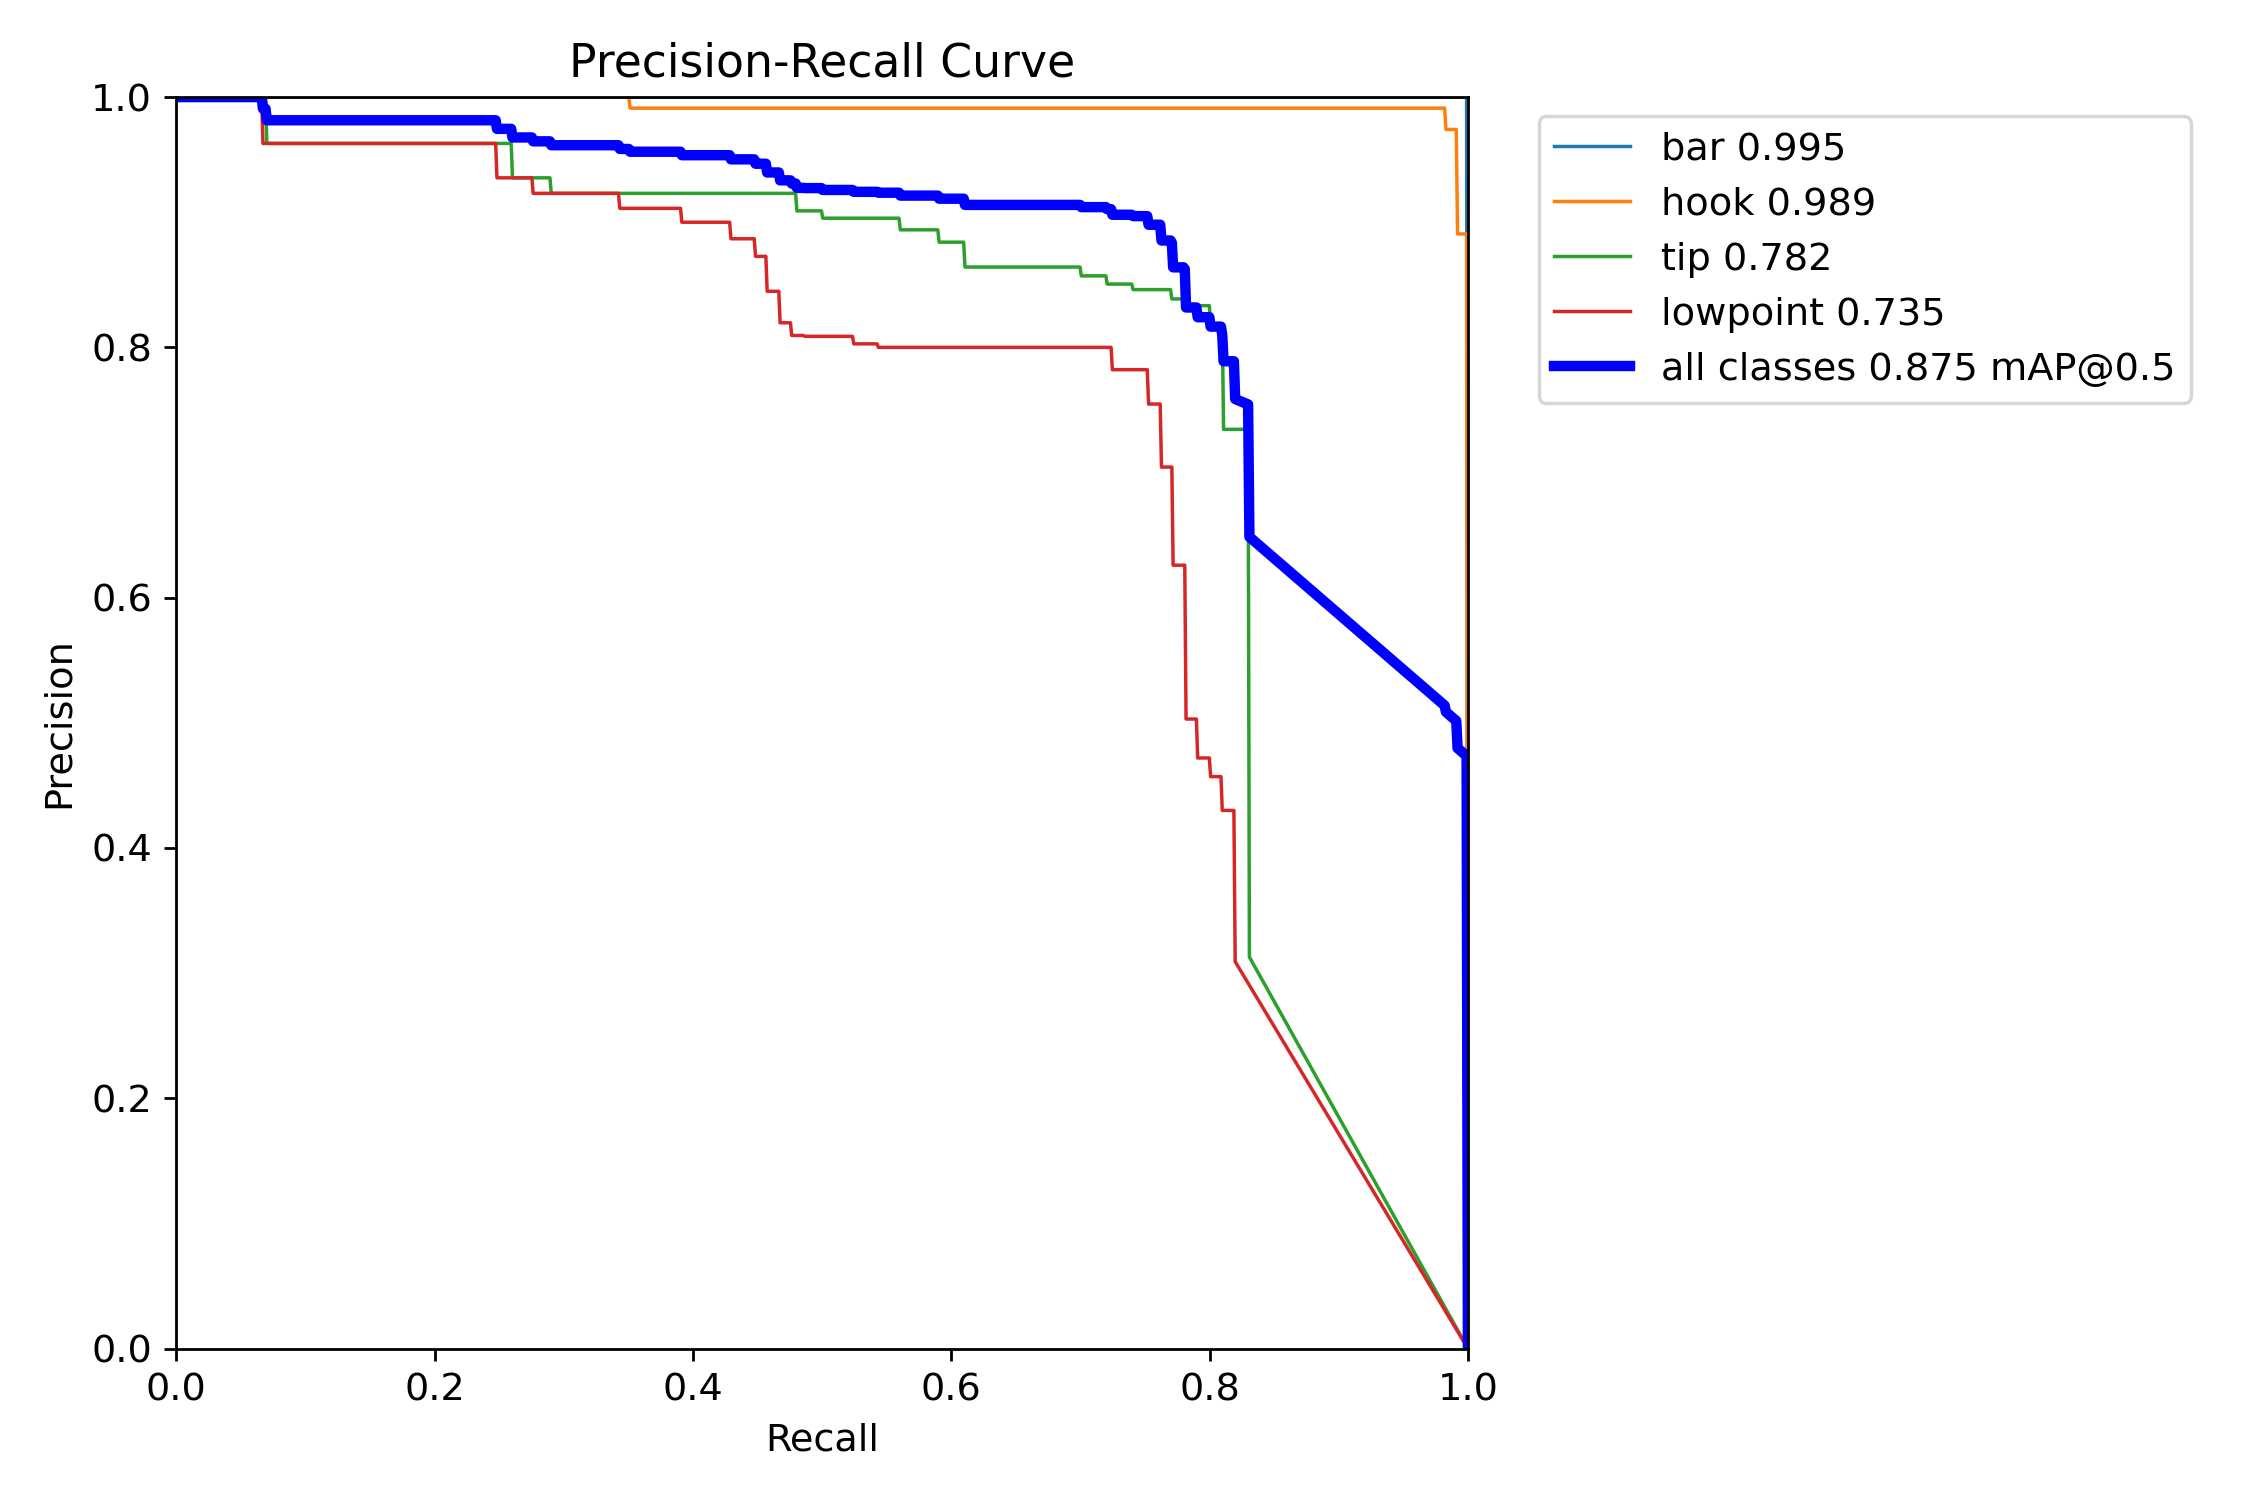 Precision-Recall Curve
1.0
0.8
0.6
0.4
0.2
0.0
Precision
0.0 0.2 0.4 0.6 0.8 1.0
Recall
bar 0.995
hook 0.989
tip 0.782
lowpoint 0.735
all classes 0.875 mAP@0.5